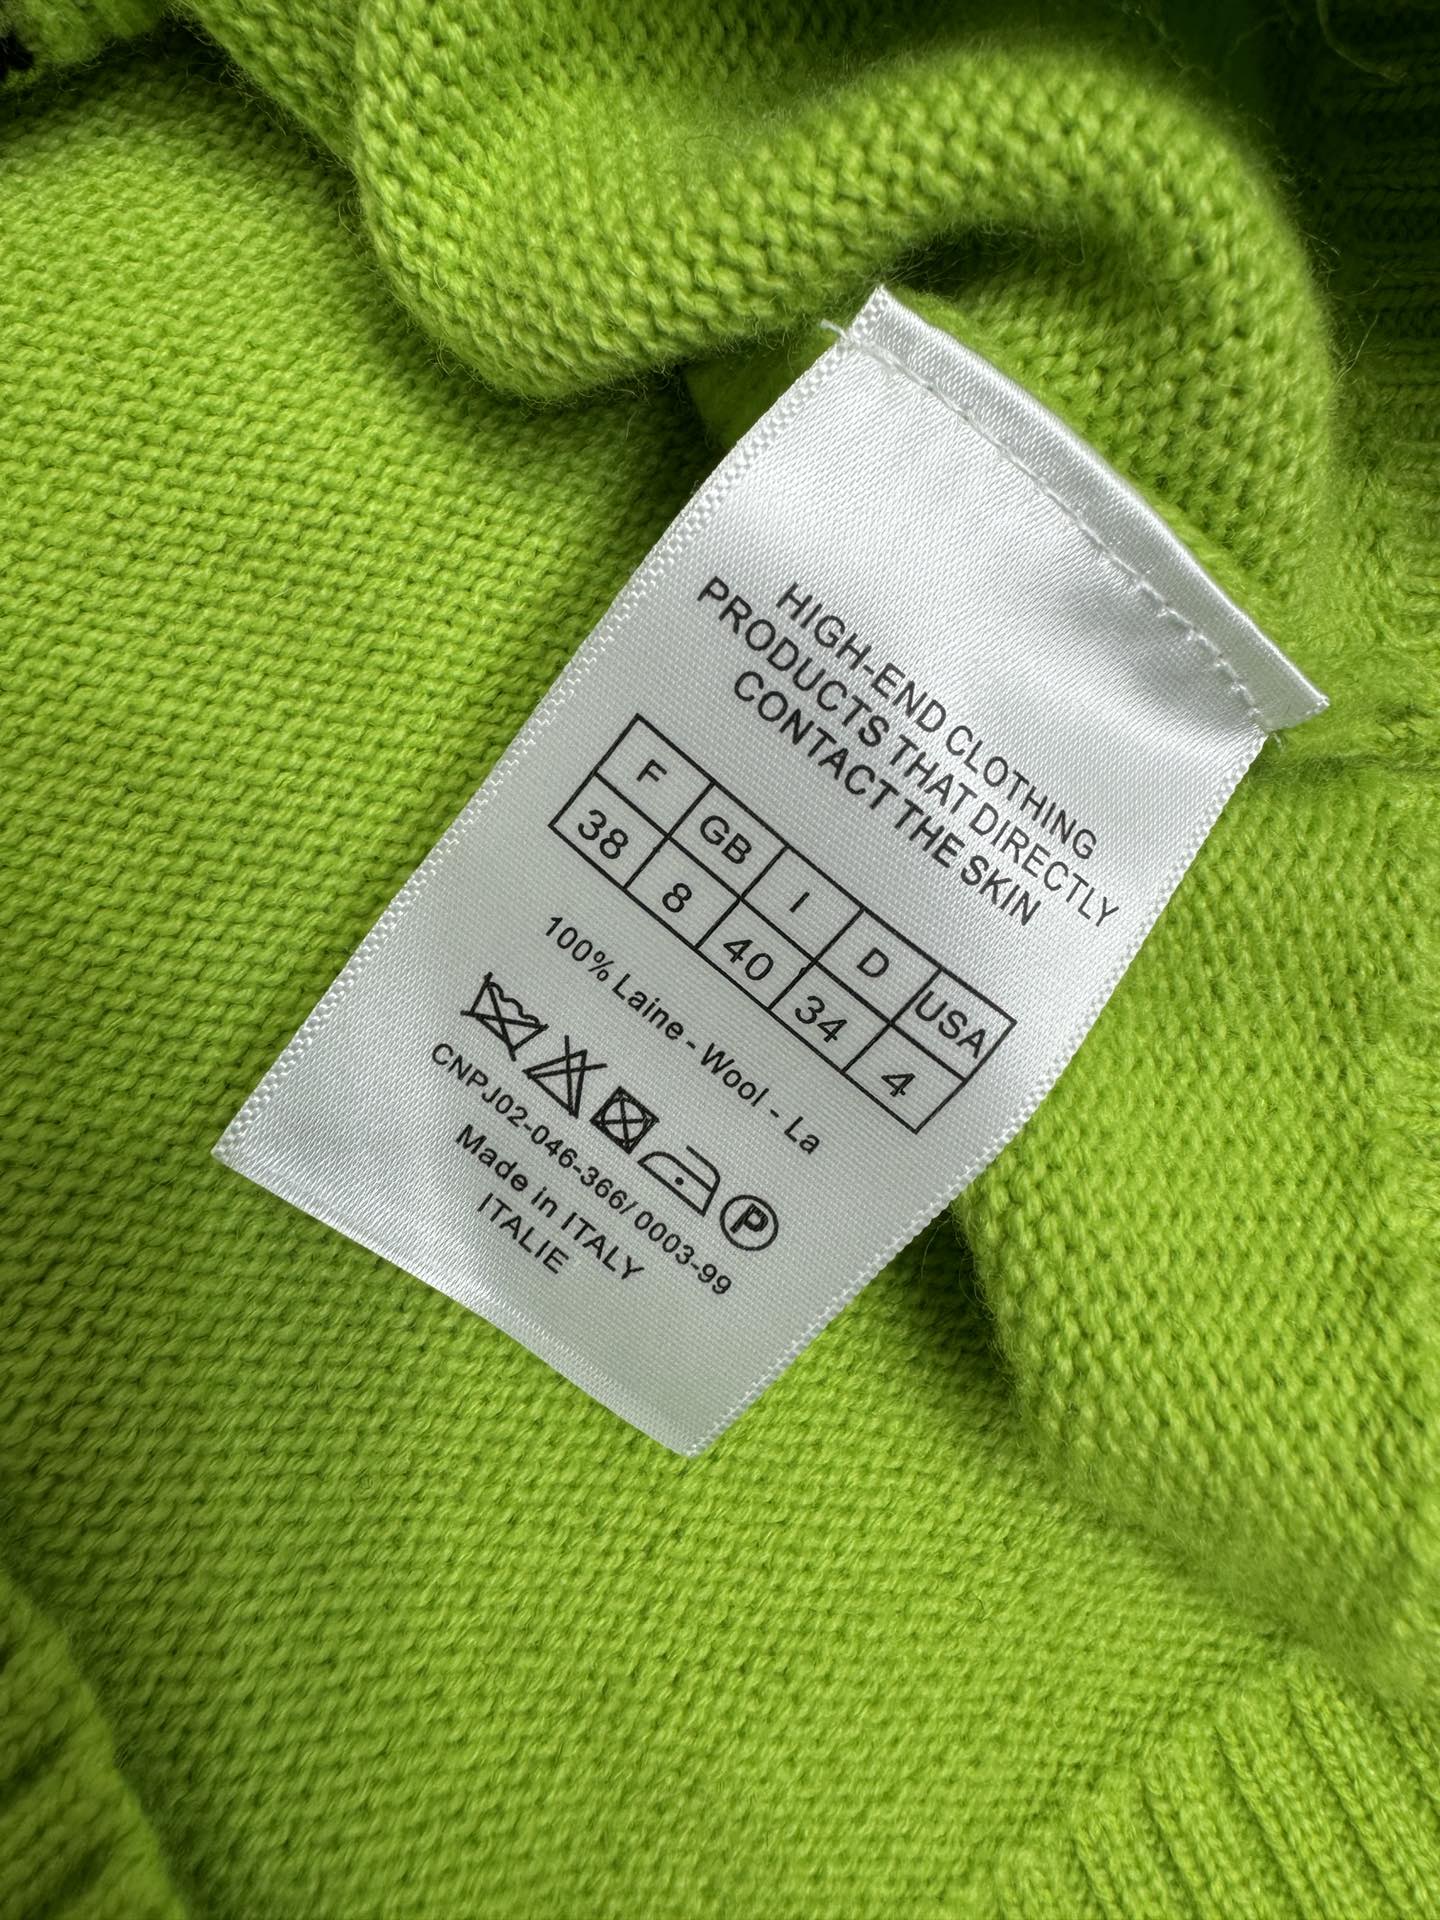 HIGH-END CLOTHING
PRODUCTS THAT DIRECTLY
CONTACT THE SKIN
F GB I D USA
38 8 40 34 4
100% Laine - Wool - La
CNPJ02-046-366/0003-99
P
Made in ITALY
ITALIE